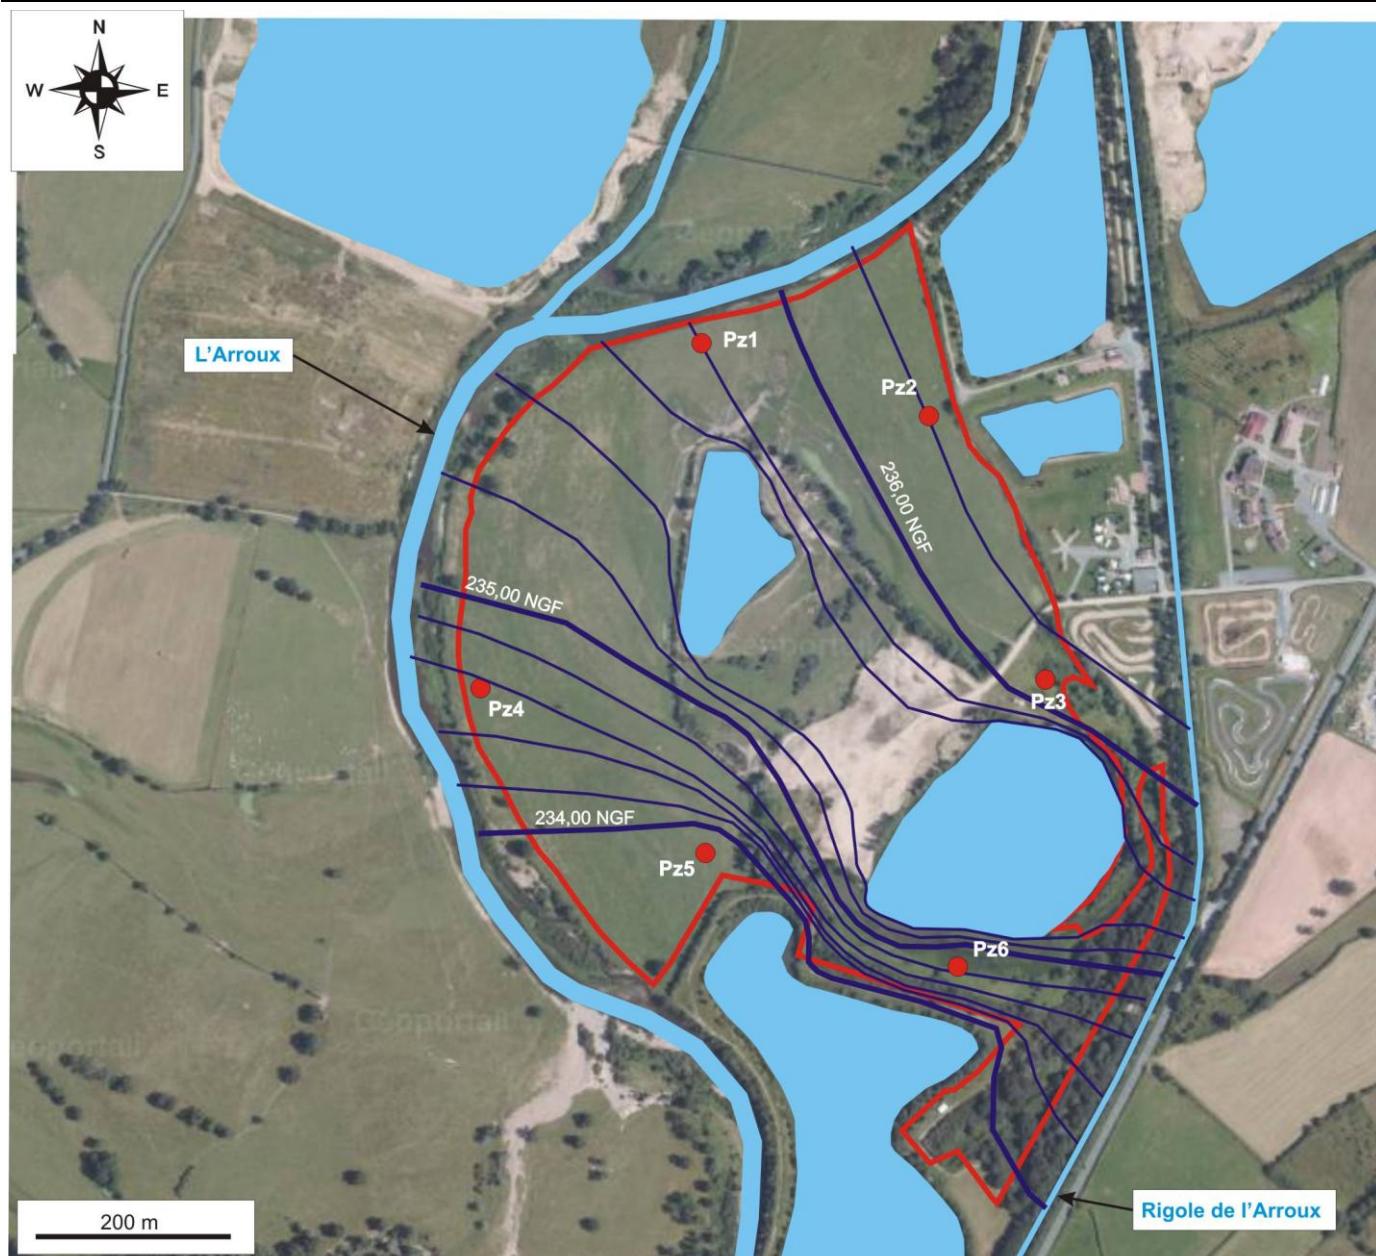 N
W E
S
L'Arroux
Pz1
Pz2
236,00 NGF
235,00 NGF
Pz3
Pz4
234,00 NGF
Pz5
Pz6
200 m
Rigole de l'Arroux